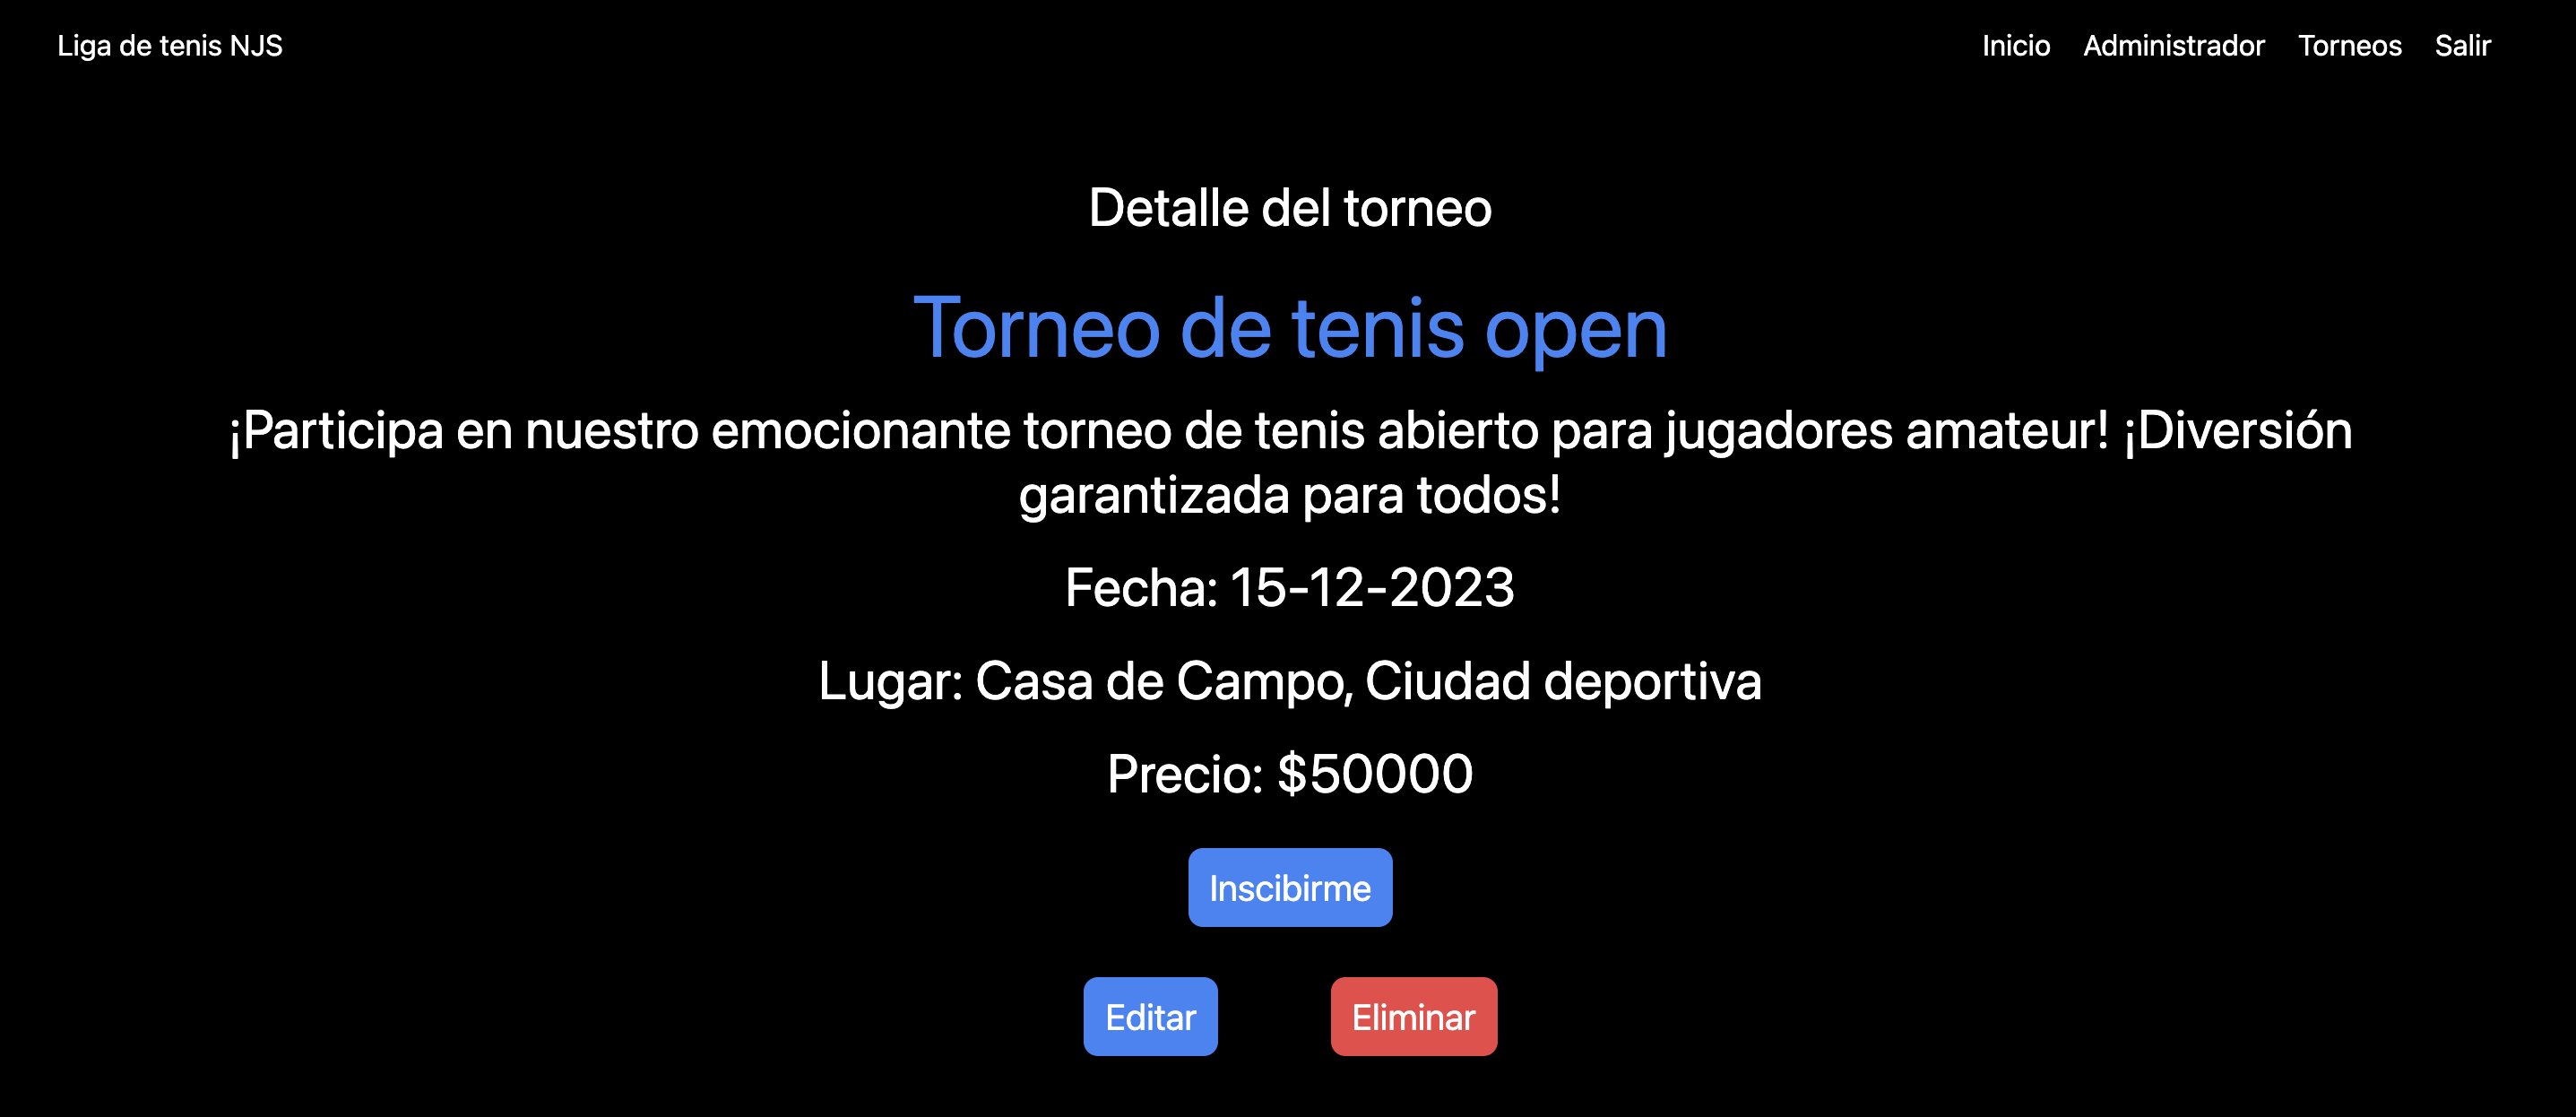 Liga de tenis NJS
Inicio Administrador Torneos Salir
Detalle del torneo
Torneo de tenis open
¡Participa en nuestro emocionante torneo de tenis abierto para jugadores amateur! ¡Diversión
garantizada para todos!
Fecha: 15-12-2023
Lugar: Casa de Campo, Ciudad deportiva
Precio: $50000
Inscibirme
Editar Eliminar